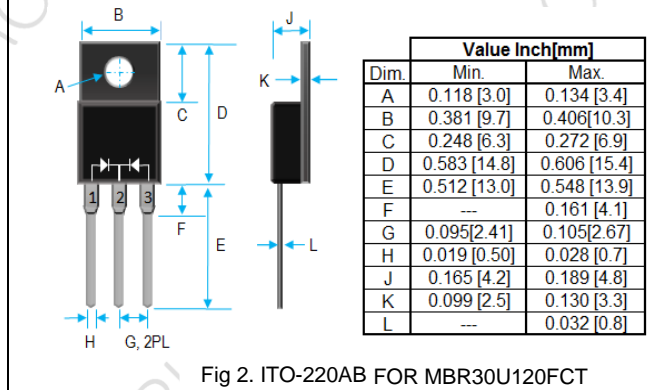 B
A
C
D
1 2 3
F
E
H
G, 2PL
J
K
L
Value Inch[mm]
Dim. Min. Max.
A 0.118 [3.0] 0.134 [3.4]
B 0.381 [9.7] 0.406[10.3]
C 0.248 [6.3] 0.272 [6.9]
D 0.583 [14.8] 0.606 [15.4]
E 0.512 [13.0] 0.548 [13.9]
F --- 0.161 [4.1]
G 0.095[2.41] 0.105[2.67]
H 0.019 [0.50] 0.028 [0.7]
J 0.165 [4.2] 0.189 [4.8]
K 0.099 [2.5] 0.130 [3.3]
L --- 0.032 [0.8]
Fig 2. ITO-220AB FOR MBR30U120FCT